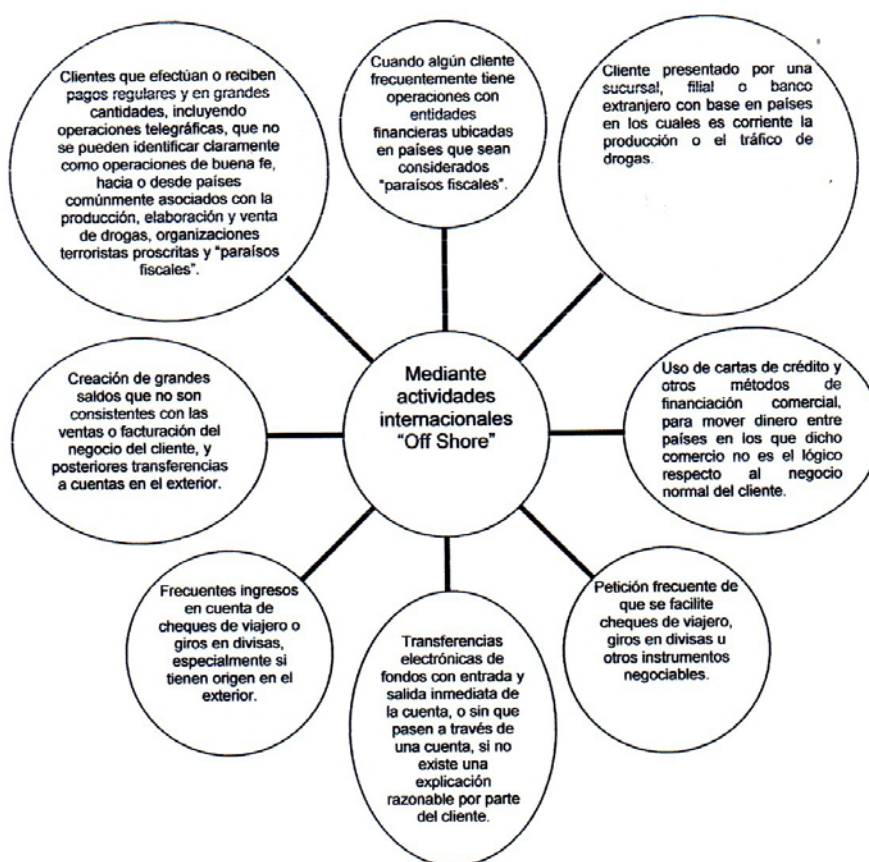 Clientes que efectúan o reciben
pagos regulares y en grandes
cantidades, incluyendo
operaciones telegráficas, que no
se pueden identificar claramente
como operaciones de buena fe,
hacia o desde países
comúnmente asociados con la
producción, elaboración y venta
de drogas, organizaciones
terroristas proscritas y “paraísos
fiscales”.
Cuando algún cliente
frecuentemente tiene
operaciones con
entidades
financieras ubicadas
en países que sean
considerados
“paraísos fiscales”.
Cliente presentado por una
sucursal, filial o banco
extranjero con base en países
en los cuales es corriente la
producción o el tráfico de
drogas.
Creación de grandes
saldos que no son
consistentes con las
ventas o facturación del
negocio del cliente, y
posteriores transferencias
a cuentas en el exterior.
Mediante
actividades
internacionales
“Off Shore”
Uso de cartas de crédito y
otros métodos de
financiación comercial,
para mover dinero entre
países en los que dicho
comercio no es el lógico
respecto al negocio
normal del cliente.
Frecuentes ingresos
en cuenta de
cheques de viajero o
giros en divisas,
especialmente si
tienen origen en el
exterior.
Transferencias
electrónicas de
fondos con entrada y
salida inmediata de
la cuenta, o sin que
pasen a través de
una cuenta, si no
existe una
explicación
razonable por parte
del cliente.
Petición frecuente de
que se facilite
cheques de viajero,
giros en divisas u
otros instrumentos
negociables.